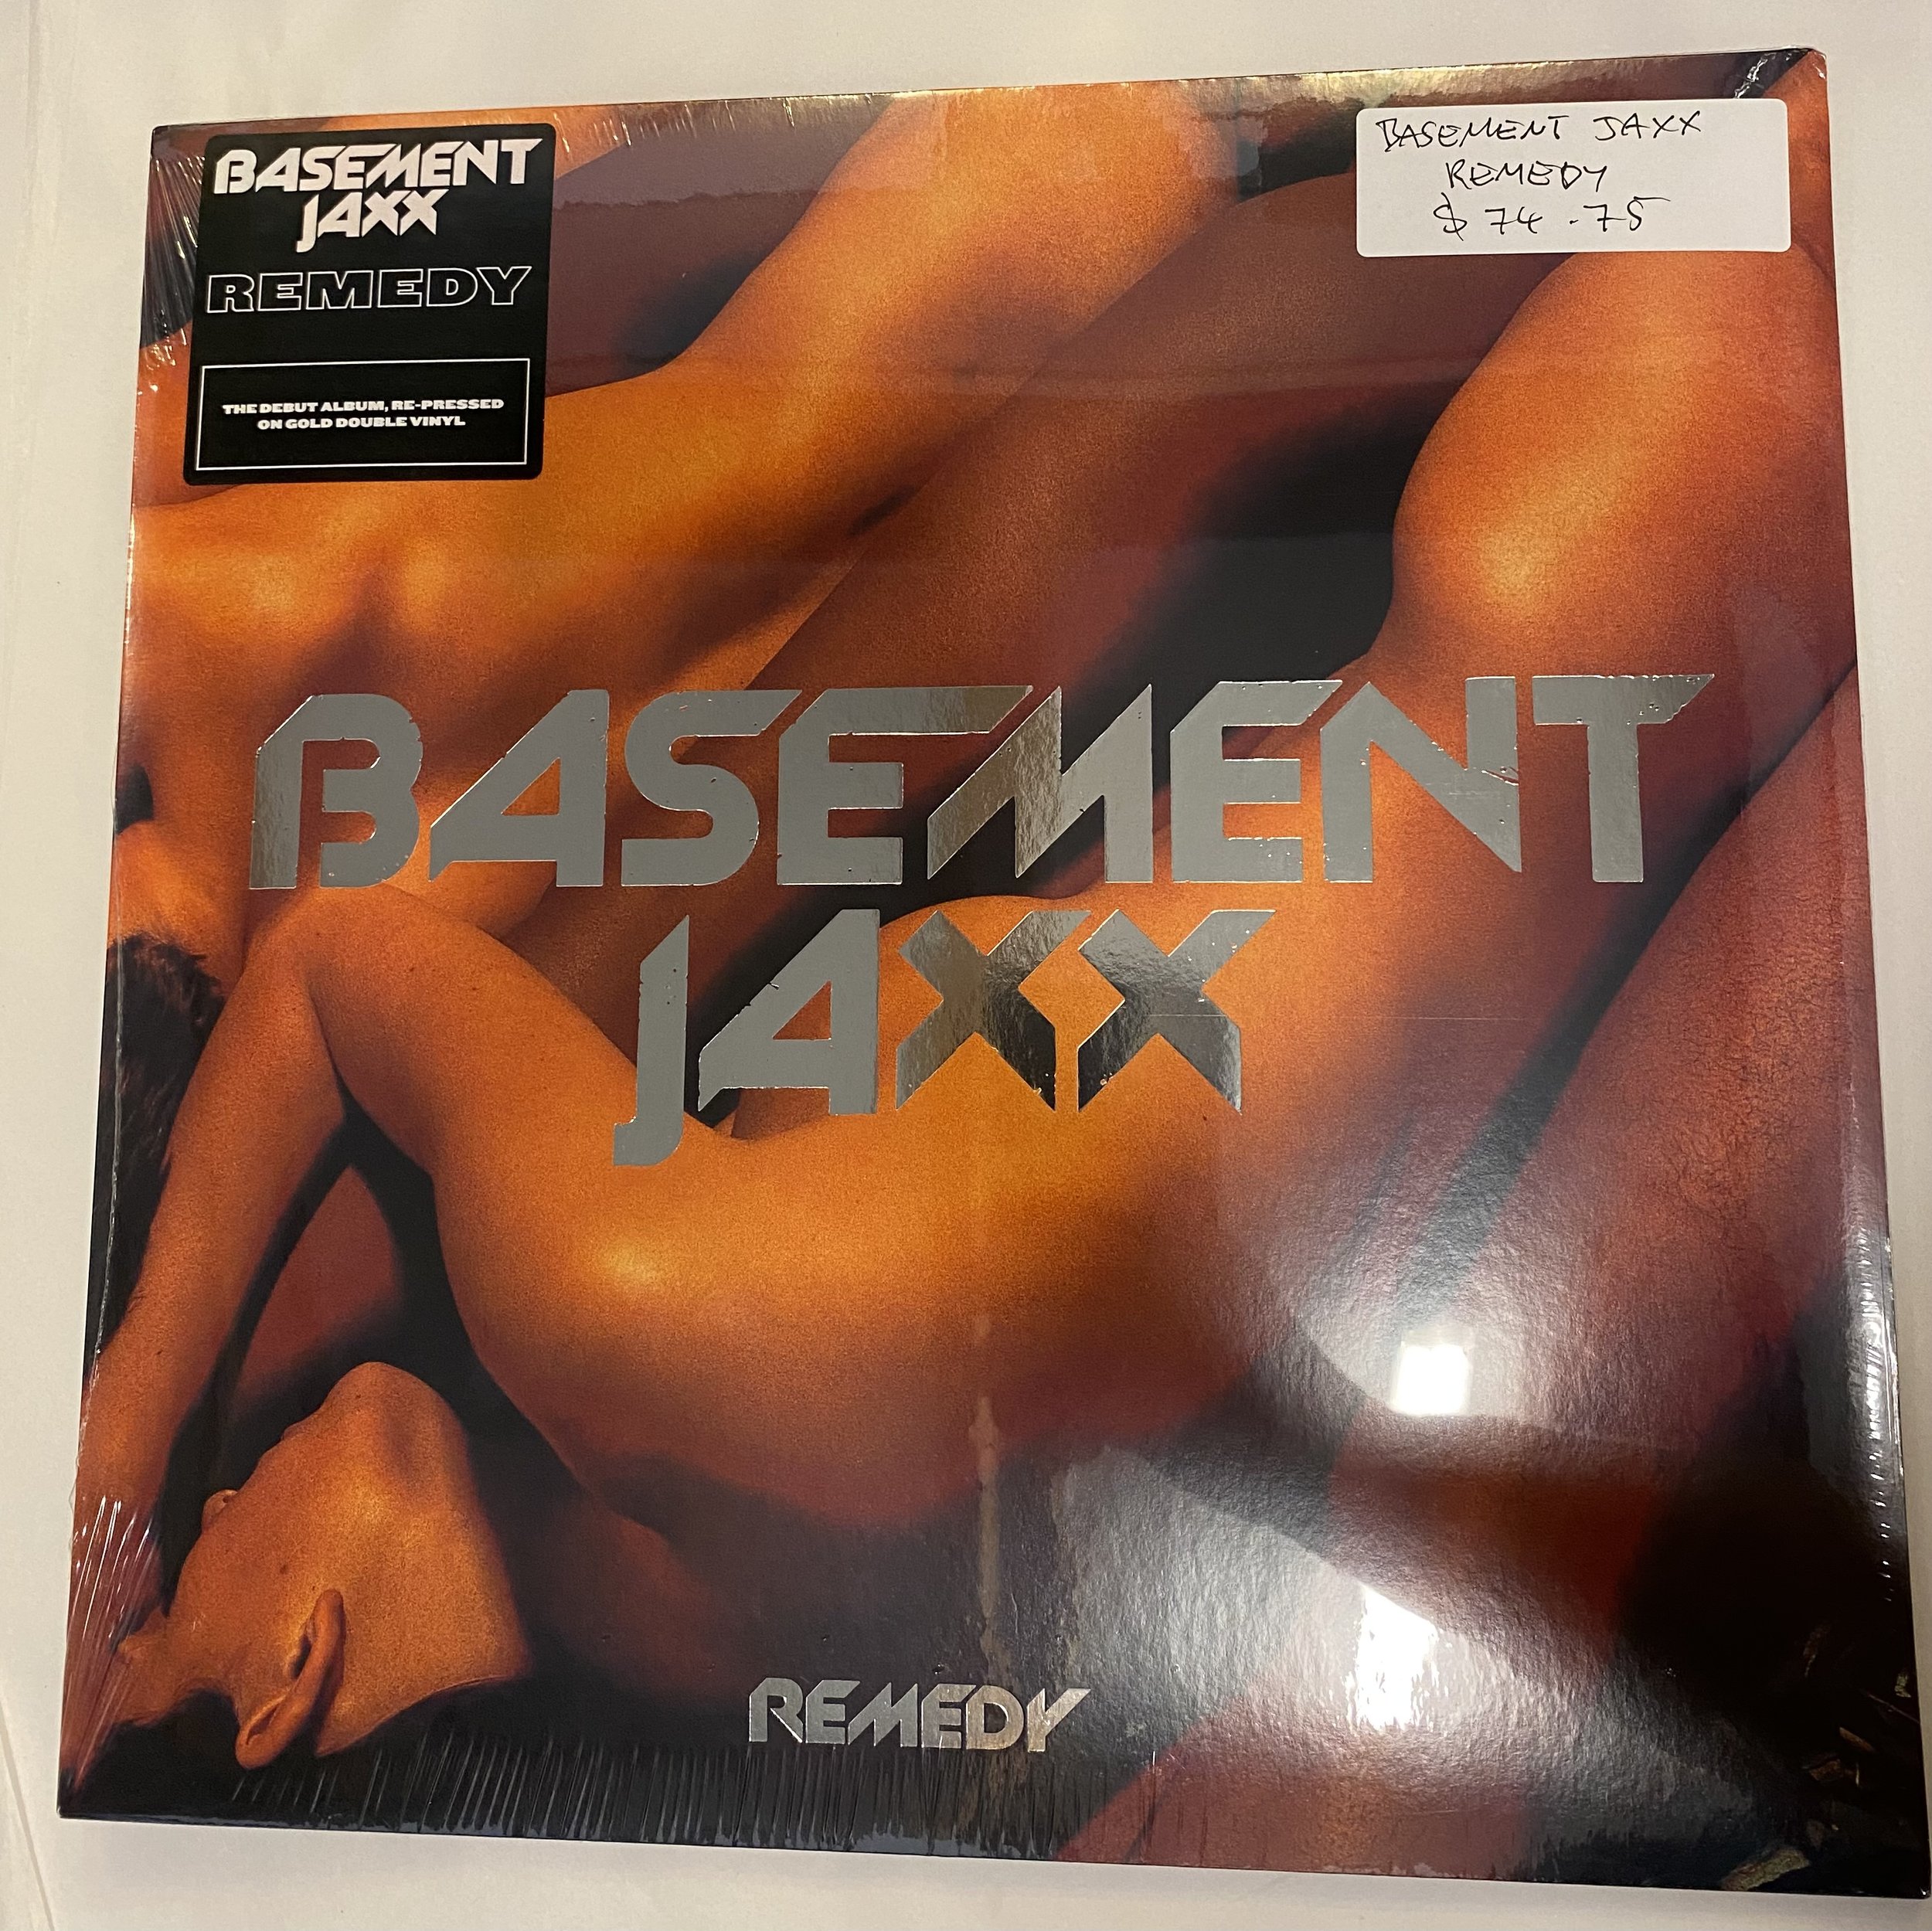 BASEMENT
JAXX
REMEDY
THE DEBUT ALBUM, RE-PRESSED
ON GOLD DOUBLE VINYL
BASEMENT JAXX
REMEDY
$ 74.75
BASEMENT
JAXX
REMEDY